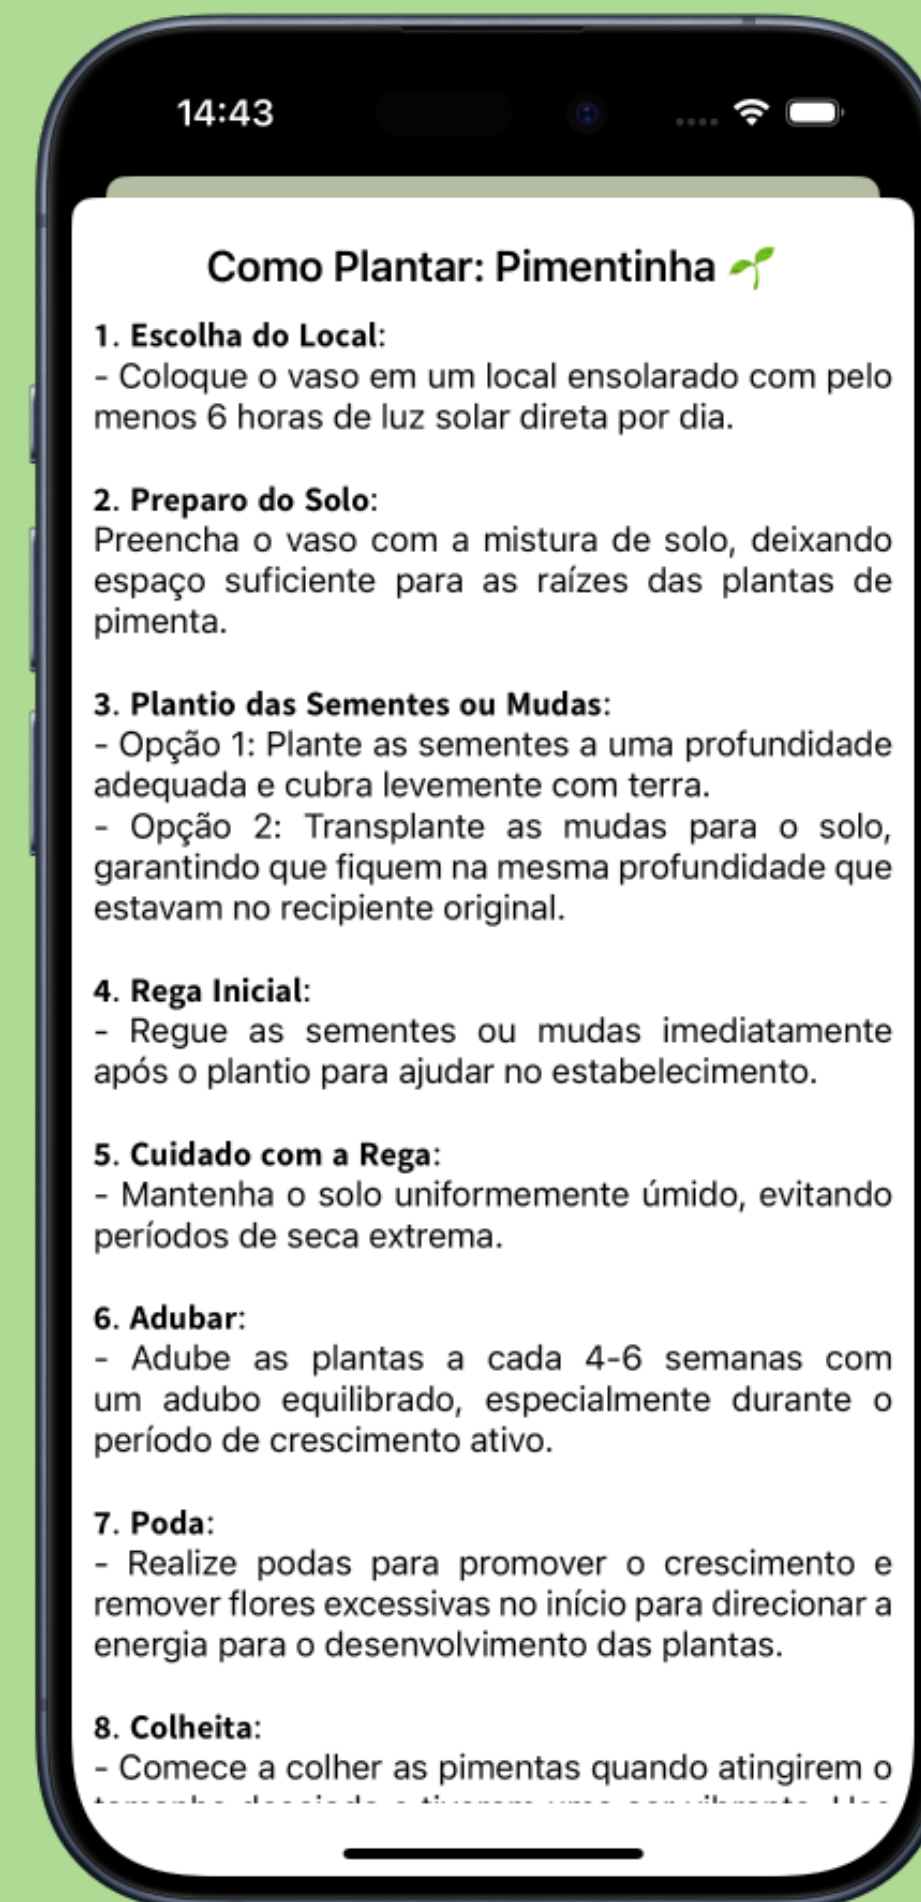 14:43
Como Plantar: Pimentinha 🌱
1. Escolha do Local:
- Coloque o vaso em um local ensolarado com pelo
menos 6 horas de luz solar direta por dia.
2. Preparo do Solo:
Preencha o vaso com a mistura de solo, deixando
espaço suficiente para as raízes das plantas de
pimenta.
3. Plantio das Sementes ou Mudas:
- Opção 1: Plante as sementes a uma profundidade
adequada e cubra levemente com terra.
- Opção 2: Transplante as mudas para o solo,
garantindo que fiquem na mesma profundidade que
estavam no recipiente original.
4. Rega Inicial:
- Regue as sementes ou mudas imediatamente
após o plantio para ajudar no estabelecimento.
5. Cuidado com a Rega:
- Mantenha o solo uniformemente úmido, evitando
períodos de seca extrema.
6. Adubar:
- Adube as plantas a cada 4-6 semanas com
um adubo equilibrado, especialmente durante o
período de crescimento ativo.
7. Poda:
- Realize podas para promover o crescimento e
remover flores excessivas no início para direcionar a
energia para o desenvolvimento das plantas.
8. Colheita:
- Comece a colher as pimentas quando atingirem o